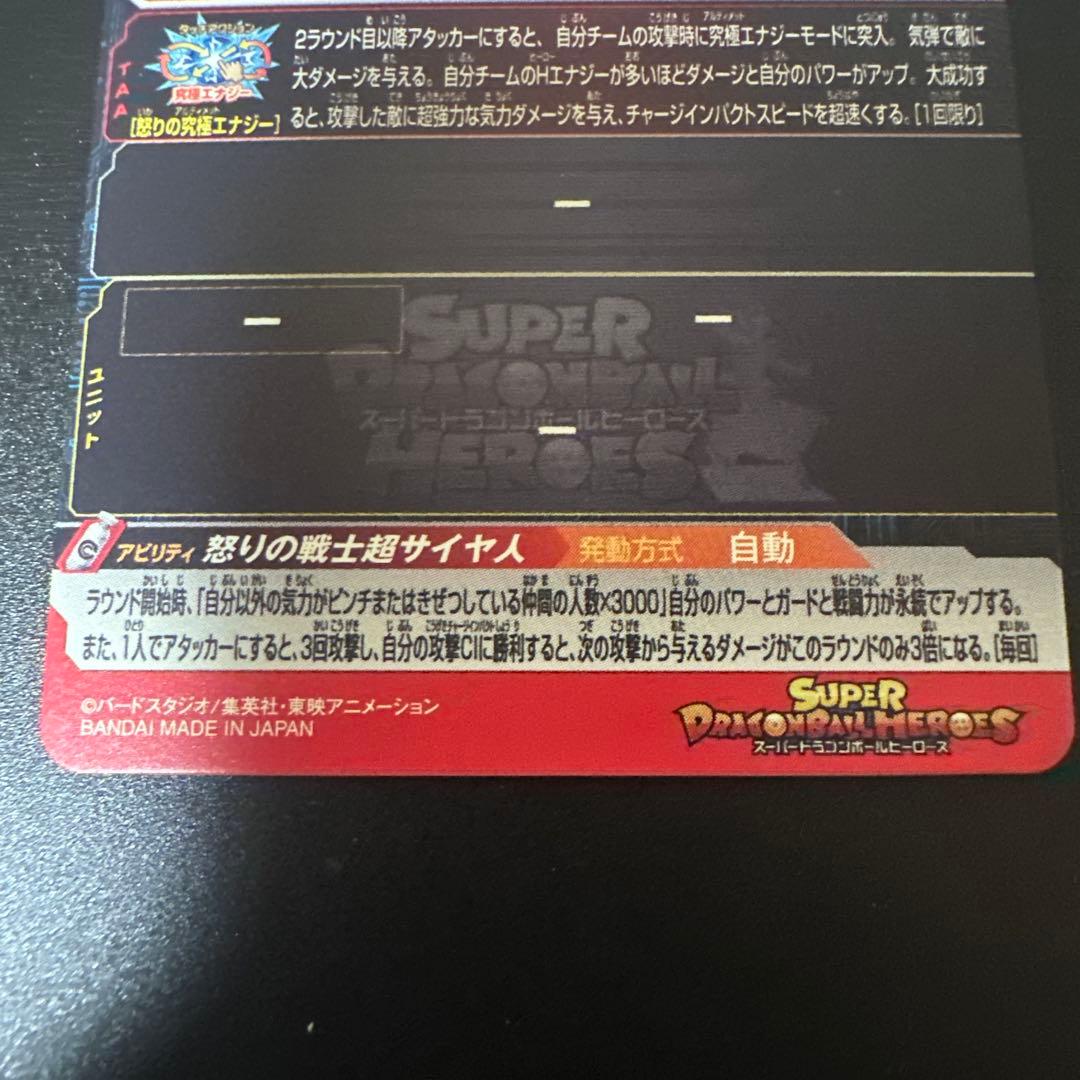 タッチアクション
究極エナジー
T.A.A
[怒りの究極エナジー]
2ラウンド目以降アタッカーにすると、自分チームの攻撃時に究極エナジーモードに突入。気弾で敵に
大ダメージを与える。自分チームのHエナジーが多いほどダメージと自分のパワーがアップ。大成功す
ると、攻撃した敵に超強力な気力ダメージを与え、チャージインパクトスピードを超速くする。[1回限り]
ー
ユニット
ー
ー
ー
SUPER
DRAGONBALL
スーパードラゴンボールヒーローズ
HEROES
アビリティ 怒りの戦士超サイヤ人 発動方式 自動
ラウンド開始時、「自分以外の気力がピンチまたはきぜつしている仲間の人数×3000」自分のパワーとガードと戦闘力が永続でアップする。
また、1人でアタッカーにすると、3回攻撃し、自分の攻撃CIに勝利すると、次の攻撃から与えるダメージがこのラウンドのみ3倍になる。[毎回]
©バードスタジオ/集英社・東映アニメーション
BANDAI MADE IN JAPAN
SUPER
DRAGONBALL HEROES
スーパードラゴンボールヒーローズ